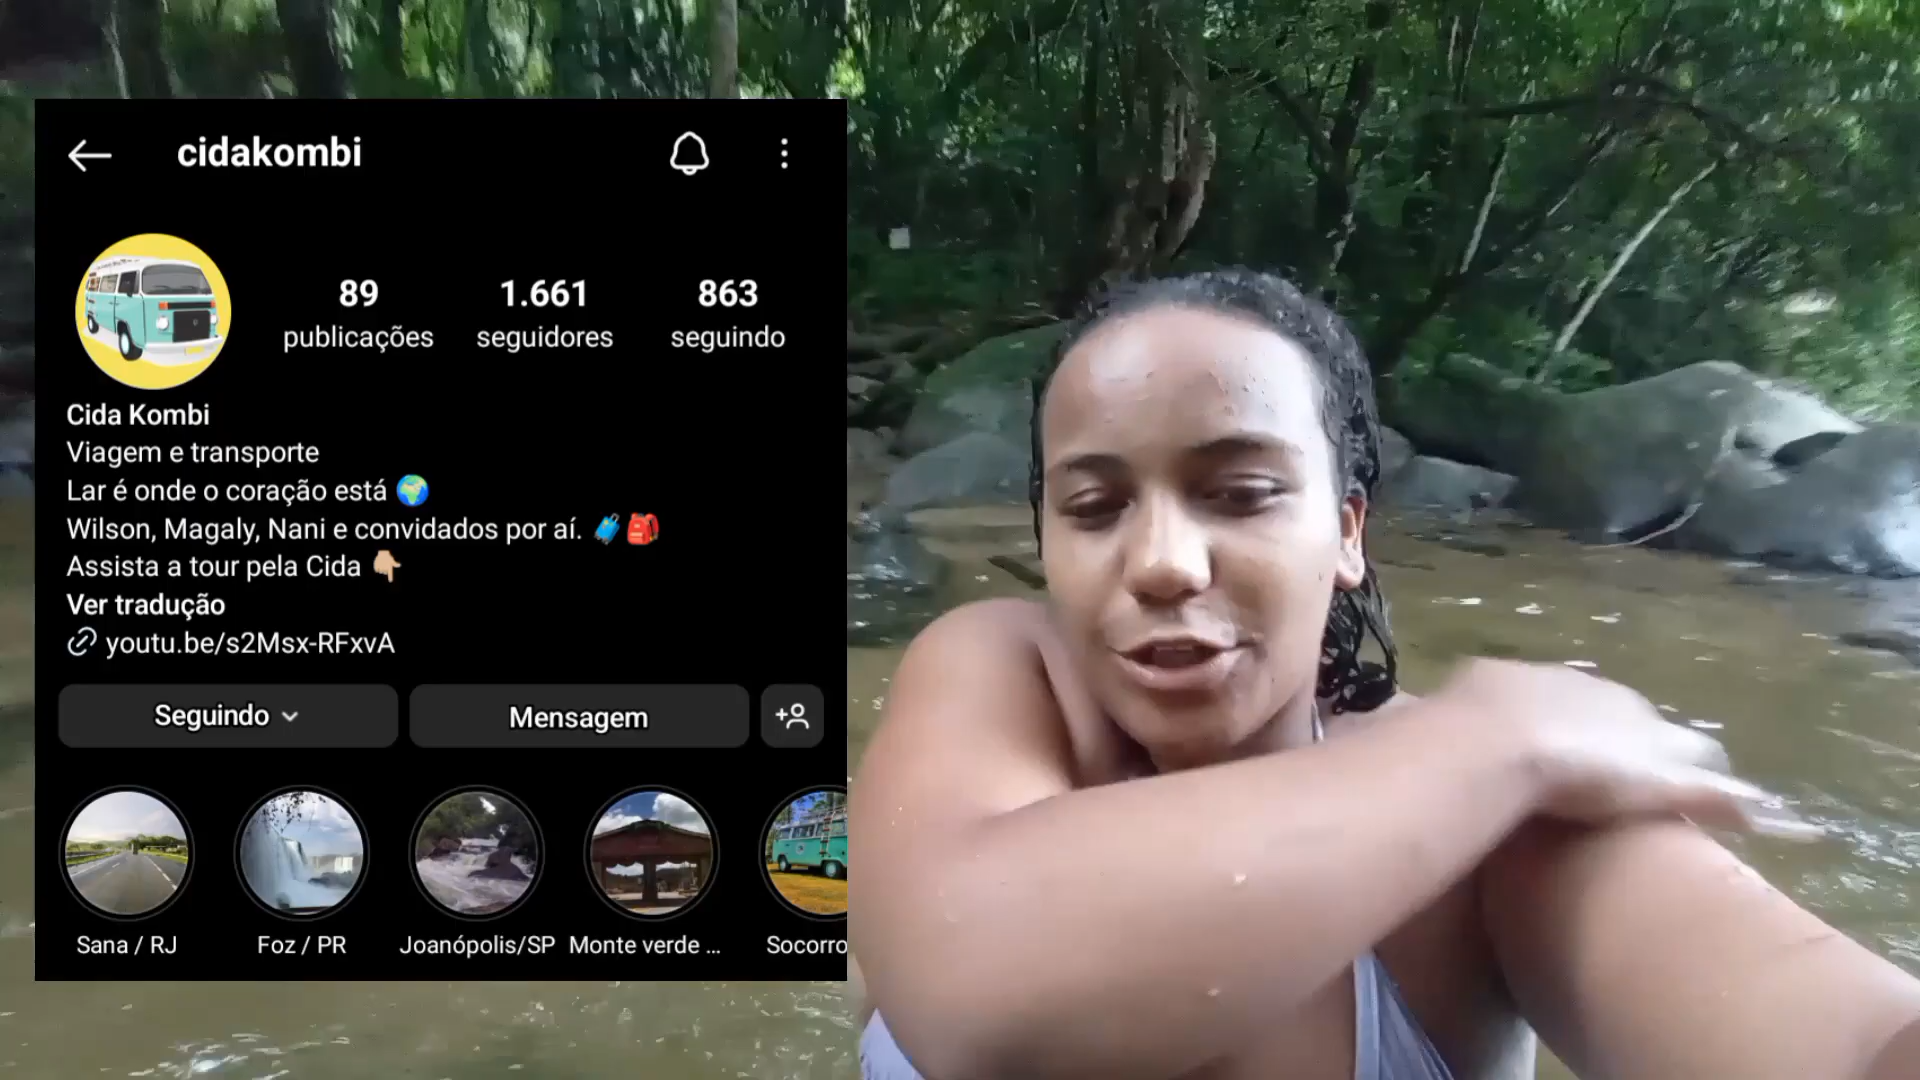 cidakombi
89
publicações
1.661
seguidores
863
seguindo
Cida Kombi
Viagem e transporte
Lar é onde o coração está 🌍
Wilson, Magaly, Nani e convidados por aí. 🧳🎒
Assista a tour pela Cida 👇🏼
Ver tradução
youtu.be/s2Msx-RFxvA
Seguindo
Mensagem
Sana / RJ
Foz / PR
Joanópolis/SP
Monte verde ...
Socorro